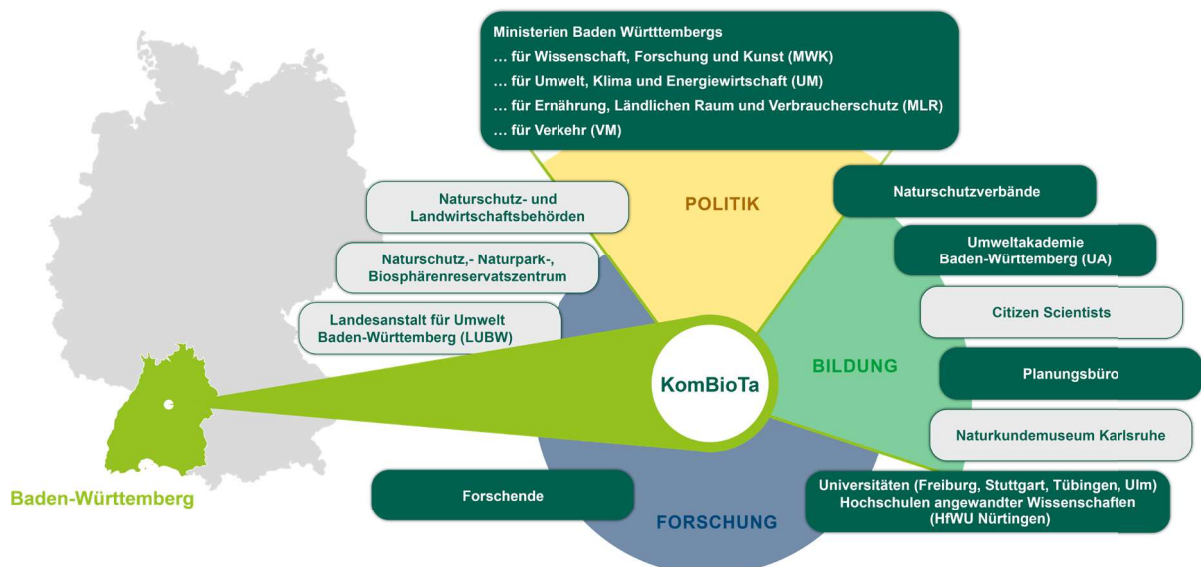 Ministerien Baden Württtembergs
… für Wissenschaft, Forschung und Kunst (MWK)
… für Umwelt, Klima und Energiewirtschaft (UM)
… für Ernährung, Ländlichen Raum und Verbraucherschutz (MLR)
… für Verkehr (VM)
Naturschutz- und
Landwirtschaftsbehörden
POLITIK
Naturschutzverbände
Naturschutz,- Naturpark-,
Biosphärenreservatszentrum
Umweltakademie
Baden-Württemberg (UA)
Landesanstalt für Umwelt
Baden-Württemberg (LUBW)
Citizen Scientists
KomBioTa
BILDUNG
Planungsbüro
Naturkundemuseum Karlsruhe
Baden-Württemberg
Forschende
FORSCHUNG
Universitäten (Freiburg, Stuttgart, Tübingen, Ulm)
Hochschulen angewandter Wissenschaften
(HfWU Nürtingen)